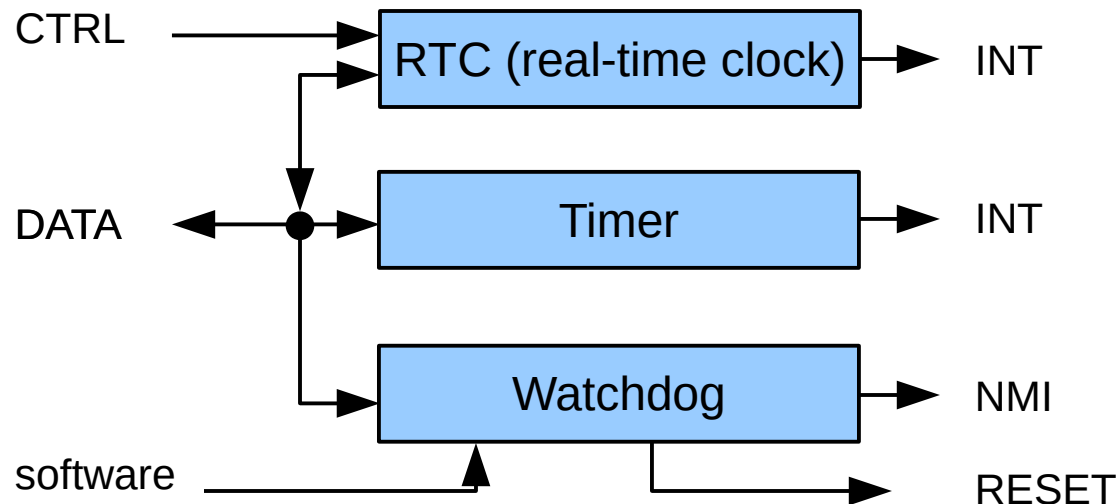 CTRL
RTC (real-time clock)
INT
DATA
Timer
INT
Watchdog
NMI
software
RESET